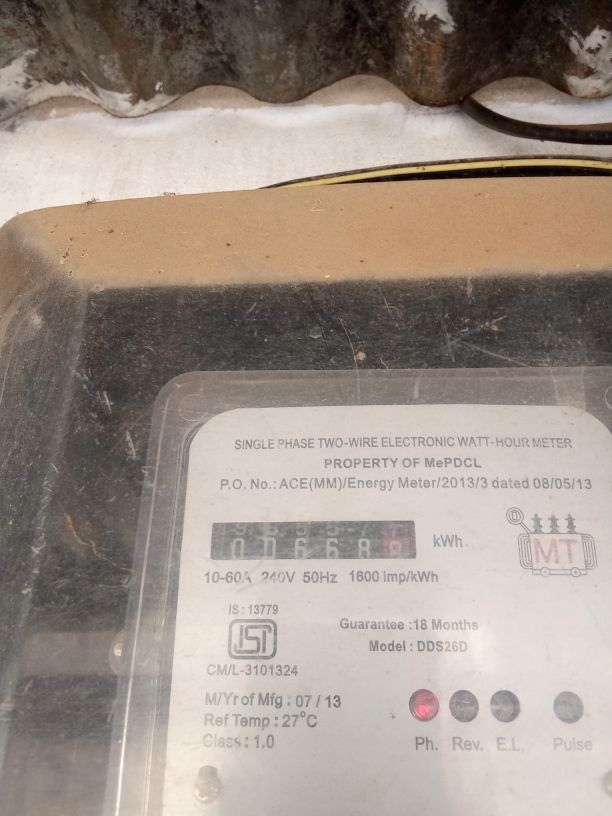 SINGLE PHASE TWO-WIRE ELECTRONIC WATT-HOUR METER
PROPERTY OF MePDCL
P.O. No.: ACE(MM)/Energy Meter/2013/3 dated 08/05/13
00668 kWh
MT
10-60A 240V 50Hz 1600 imp/kWh
IS : 13779
Guarantee :18 Months
Model : DDS26D
CM/L-3101324
M/Yr of Mfg : 07 / 13
Ref Temp : 27°C
Class : 1.0
Ph. Rev. E.L. Pulse